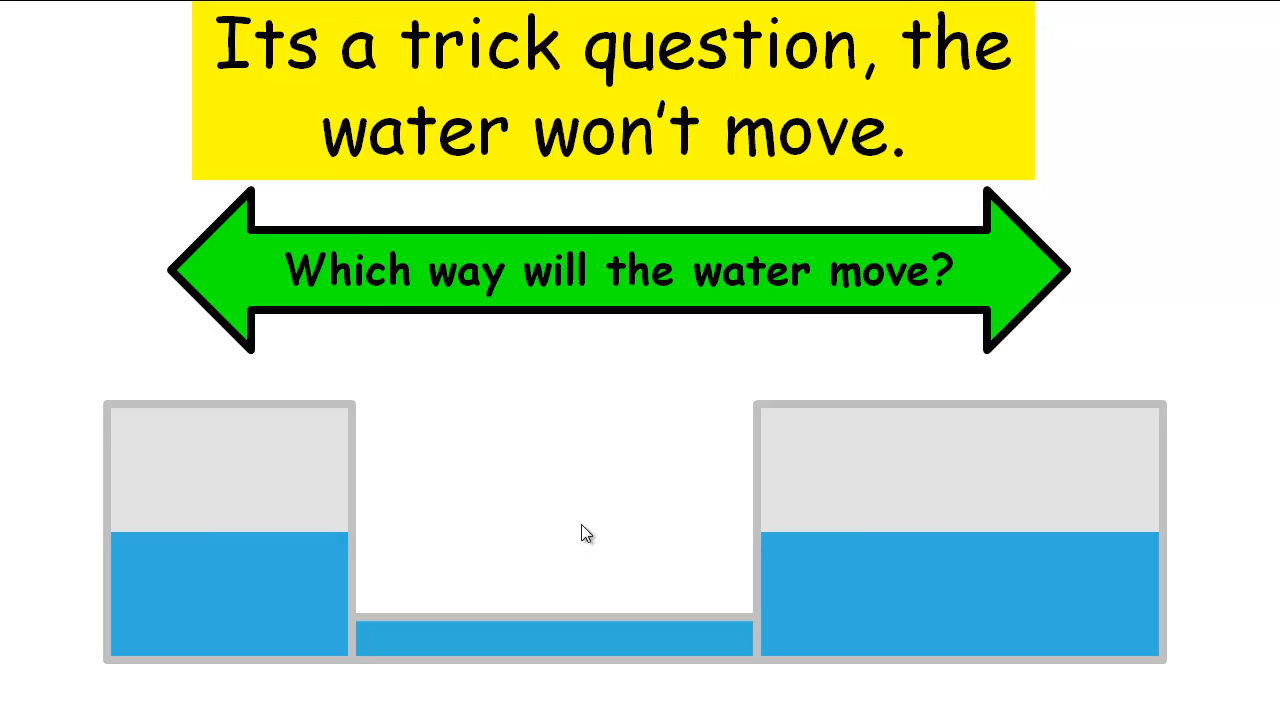 Its a trick question, the
water won’t move.
Which way will the water move?